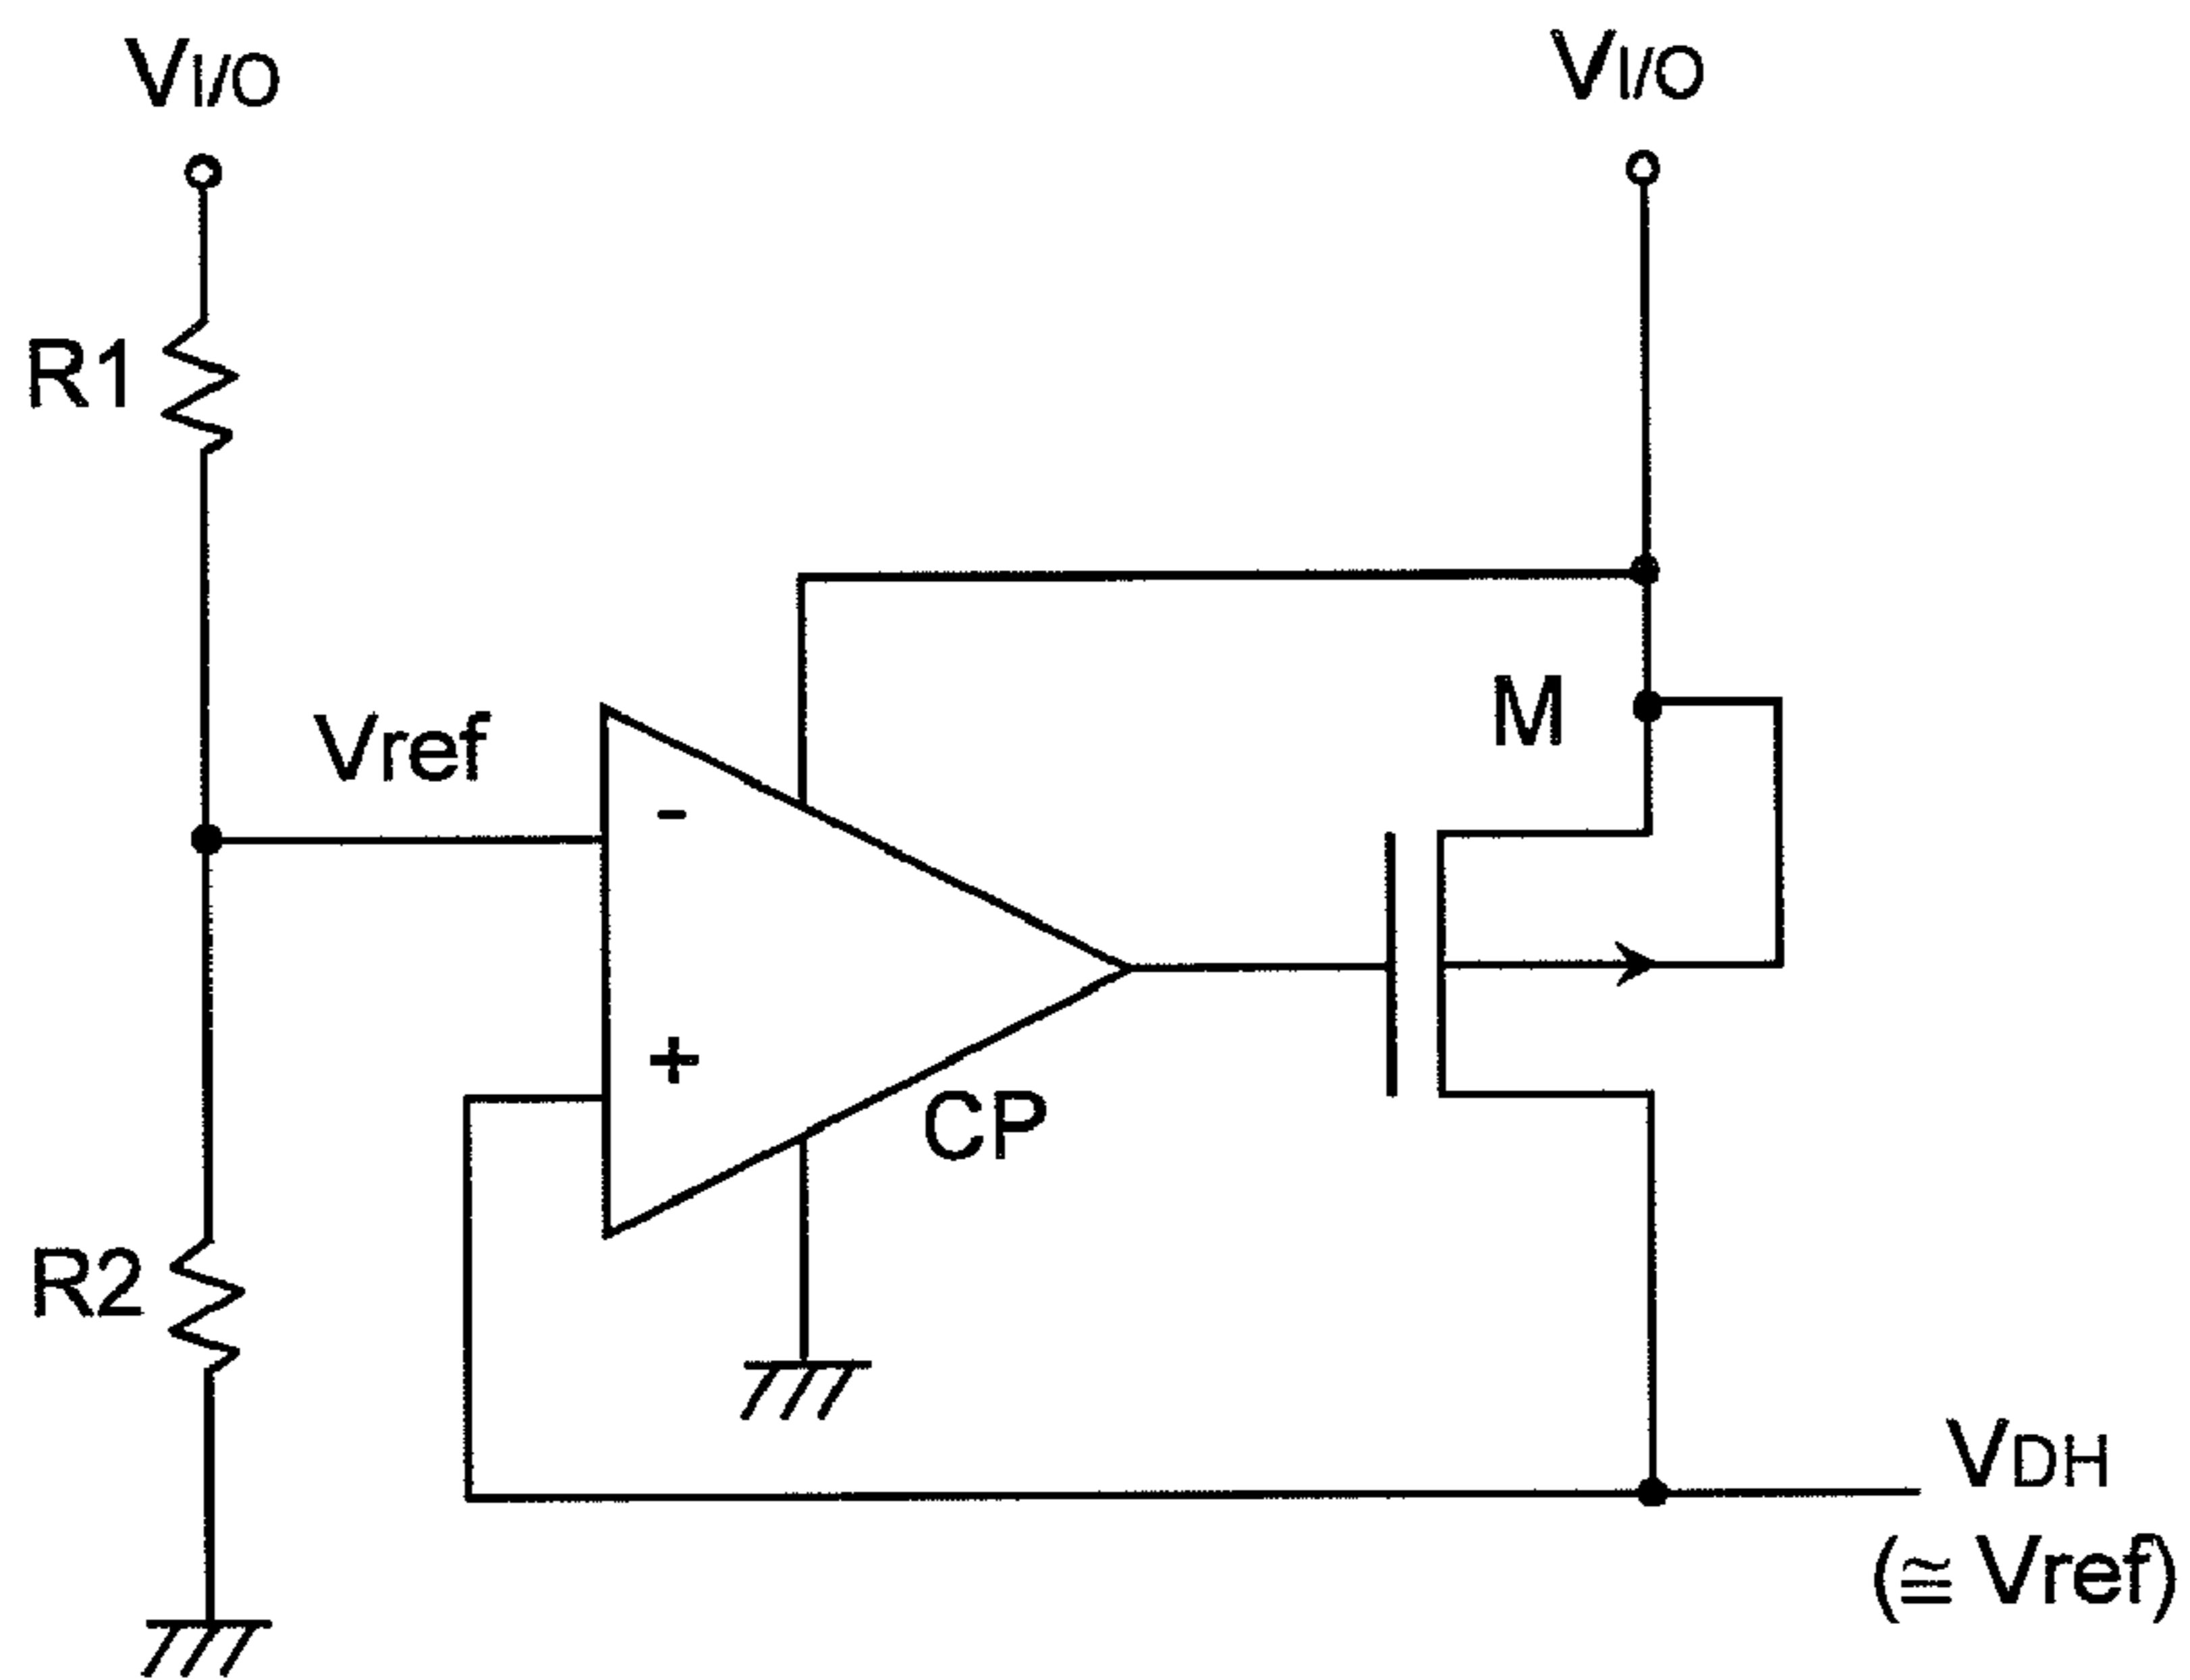 VI/O
VI/O
R1
M
Vref
-
+
CP
R2
VDH
(≅ Vref)